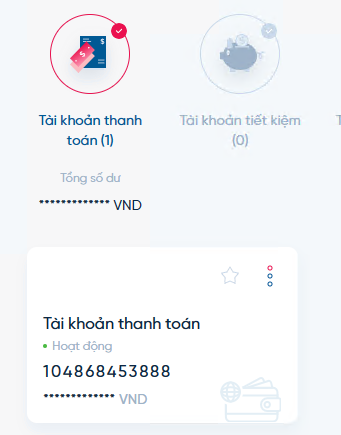 Tài khoản thanh
toán (1)
Tài khoản tiết kiệm
(0)
T
Tổng số dư
************* VND
Tài khoản thanh toán
Hoạt động
104868453888
************* VND